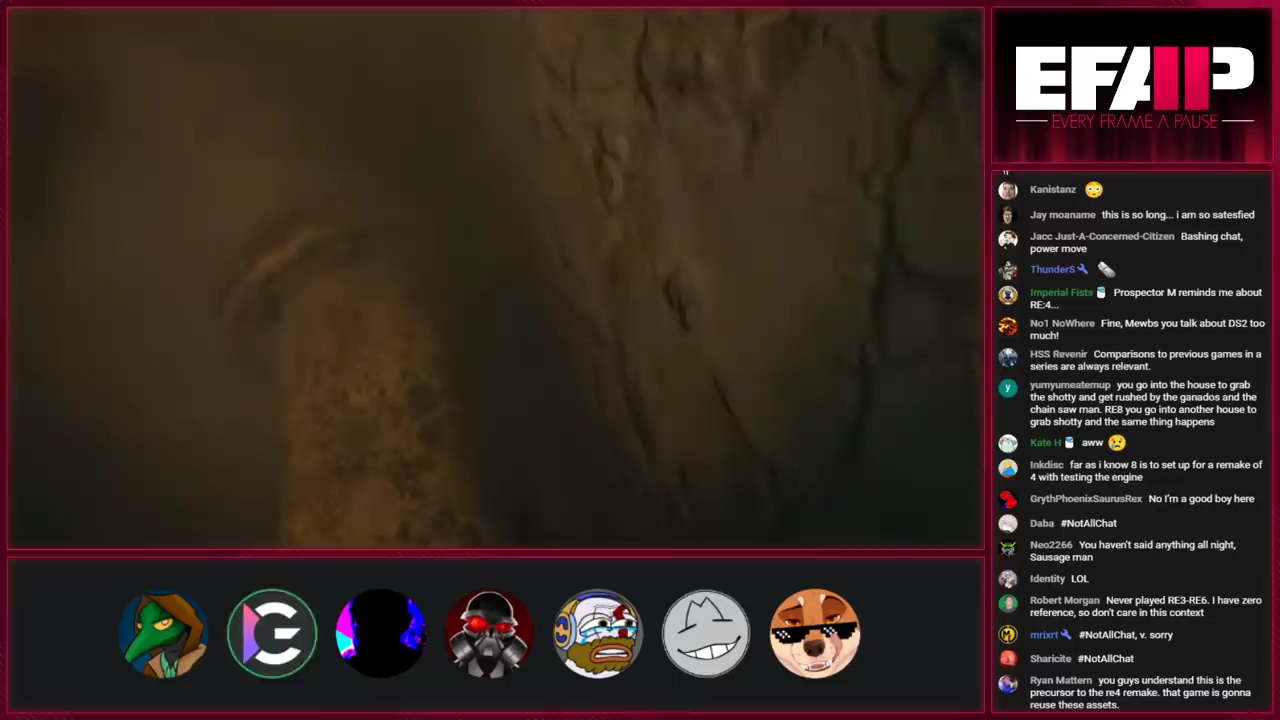 EFAP
EVERY FRAME A PAUSE
Kanistanz 😳
Jay moaname this is so long... i am so satesfied
Jacc Just-A-Concerned-Citizen Bashing chat,
power move
ThunderS
Imperial Fists Prospector M reminds me about
RE:4...
No1 NoWhere Fine, Mewbs you talk about DS2 too
much!
HSS Revenir Comparisons to previous games in a
series are always relevant.
y
yumyumeatemup you go into the house to grab
the shotty and get rushed by the ganados and the
chain saw man. RE8 you go into another house to
grab shotty and the same thing happens
Kate H aww 😢
Inkdisc far as i know 8 is to set up for a remake of
4 with testing the engine
GrythPhoenixSaurusRex No I'm a good boy here
Daba #NotAllChat
Neo2266 You haven't said anything all night,
Sausage man
Identity LOL
Robert Morgan Never played RE3-RE6. I have zero
reference, so don't care in this context
mrixrt #NotAllChat, v. sorry
Sharicite #NotAllChat
Ryan Mattern you guys understand this is the
precursor to the re4 remake. that game is gonna
reuse these assets.